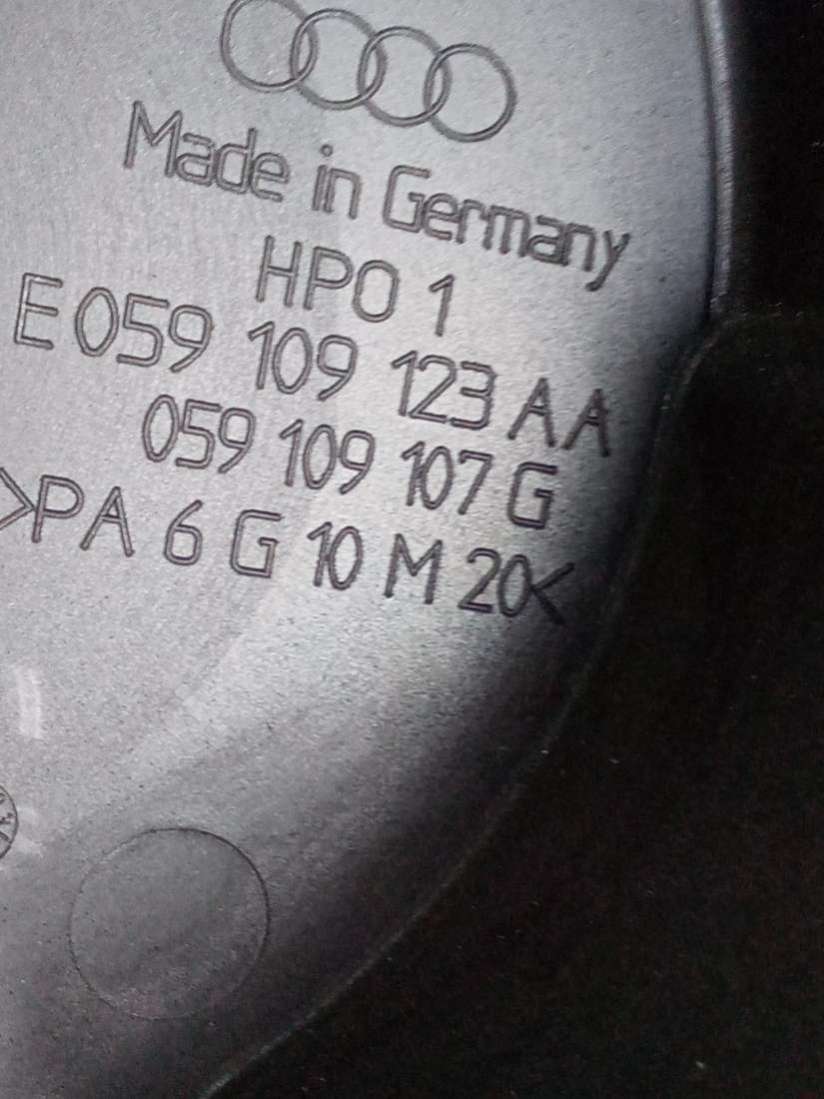 Made in Germany
HPO 1
E 059 109 123 AA
059 109 107 G
>PA 6 G 10 M 20<